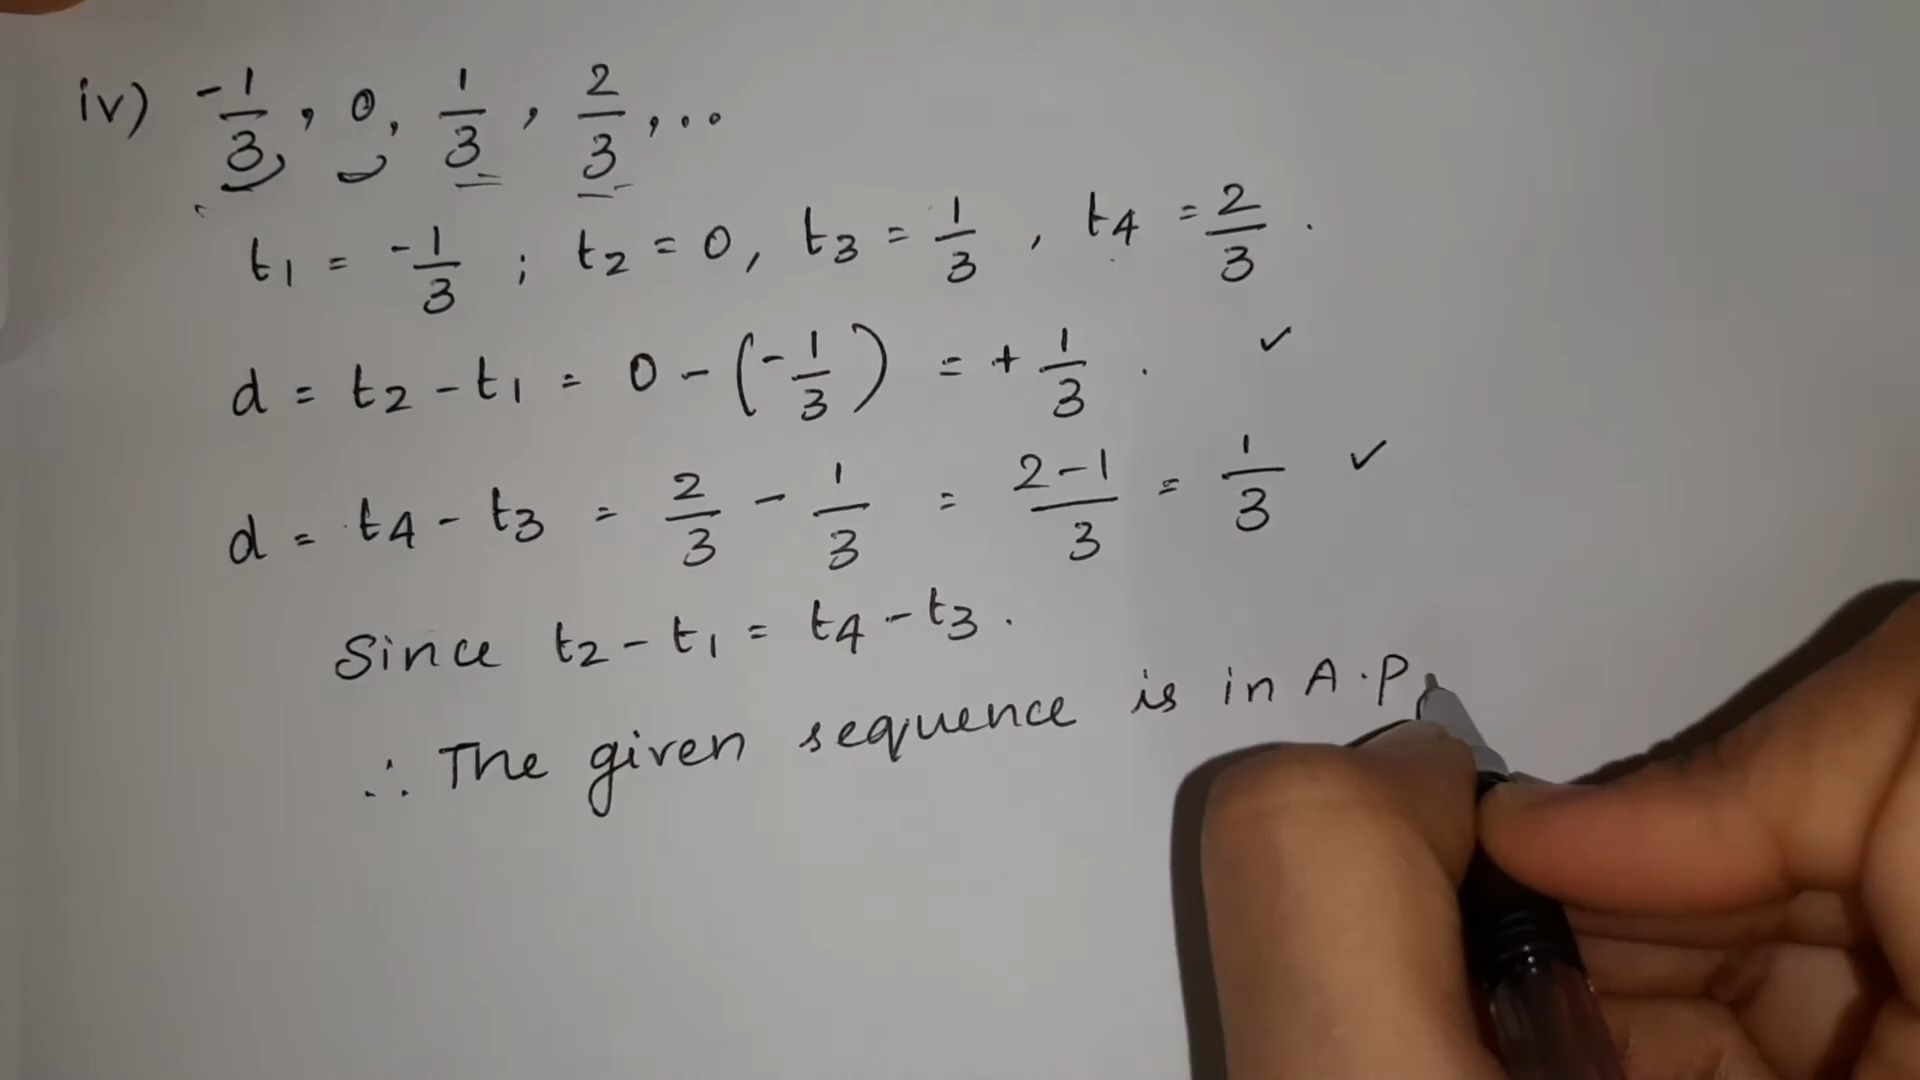 iv) -1/3, 0, 1/3, 2/3, ...
t1 = -1/3 ; t2 = 0, t3 = 1/3, t4 = 2/3.
d = t2 - t1 = 0 - (-1/3) = + 1/3. ✓
d = t4 - t3 = 2/3 - 1/3 = 2-1/3 = 1/3 ✓
Since t2 - t1 = t4 - t3.
∴ The given sequence is in A.P.